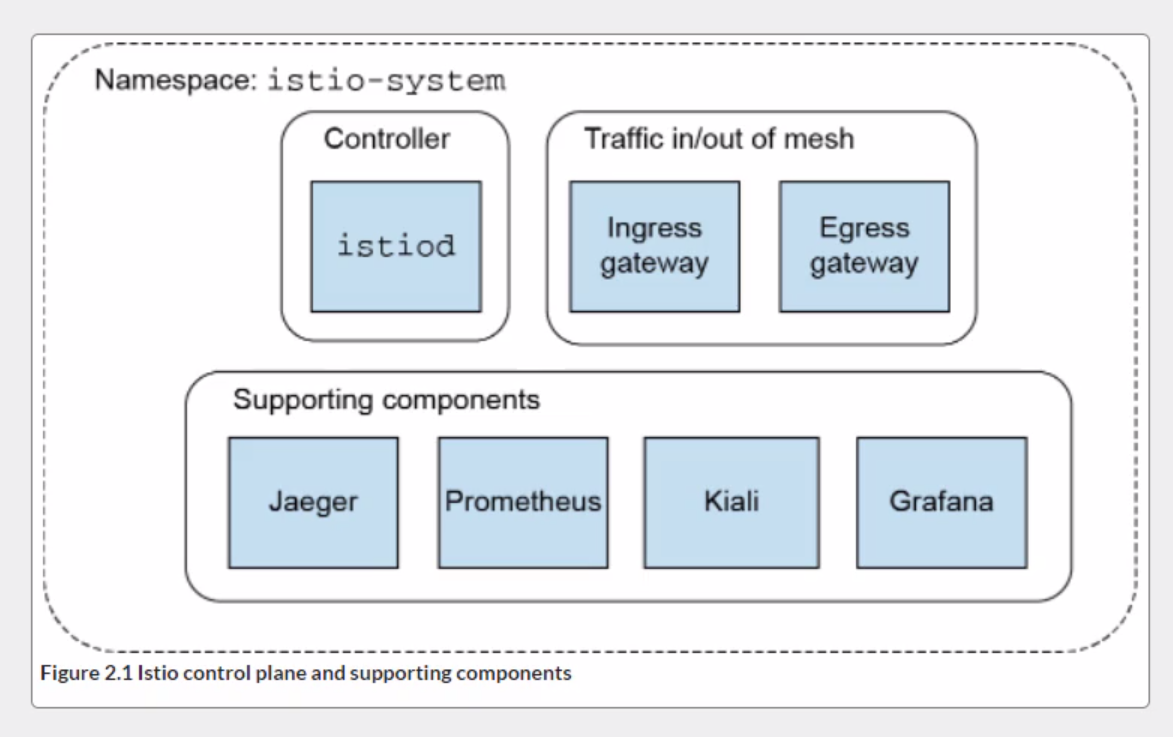 Namespace: istio-system
Controller
Traffic in/out of mesh
istiod
Ingress
gateway
Egress
gateway
Supporting components
Jaeger
Prometheus
Kiali
Grafana
Figure 2.1 Istio control plane and supporting components